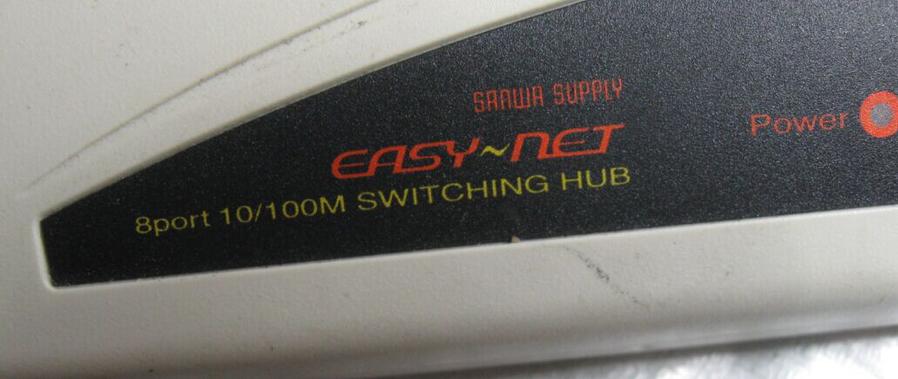 SANWA SUPPLY
EASY~NET
8port 10/100M SWITCHING HUB
Power